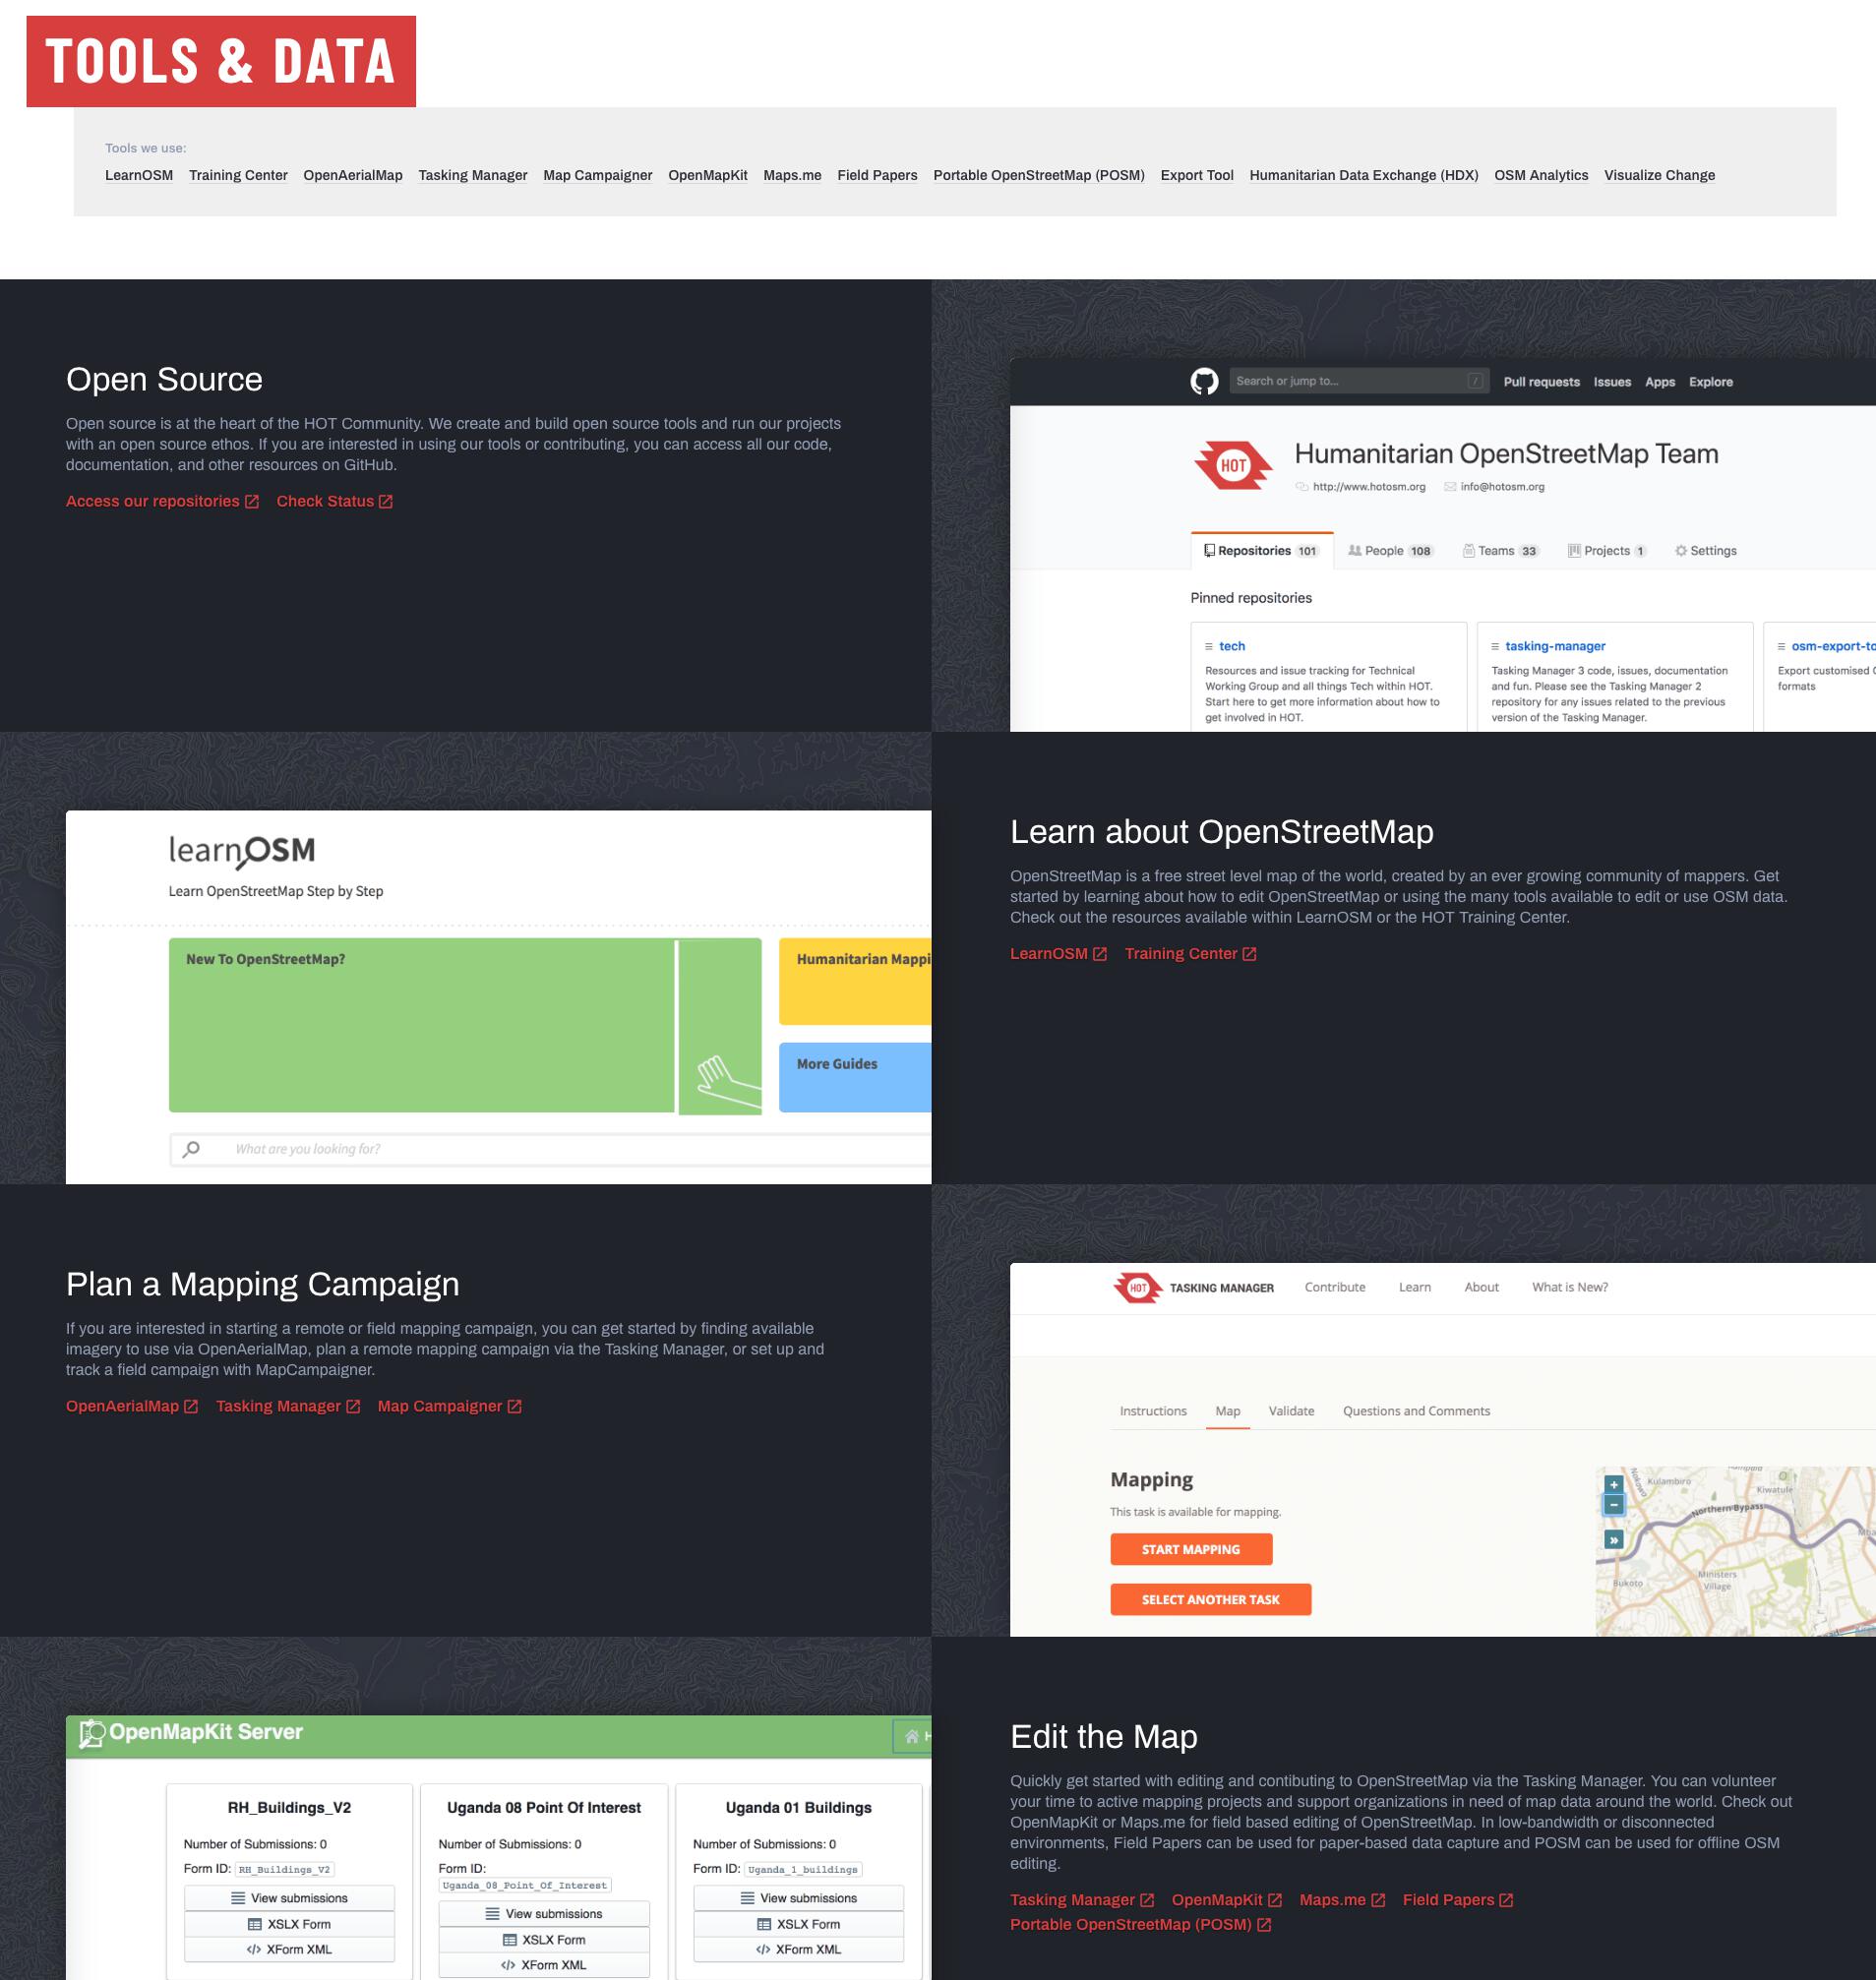 TOOLS & DATA
Tools we use:
LearnOSM Training Center OpenAerialMap Tasking Manager Map Campaigner OpenMapKit Maps.me Field Papers Portable OpenStreetMap (POSM) Export Tool Humanitarian Data Exchange (HDX) OSM Analytics Visualize Change
Open Source
Open source is at the heart of the HOT Community. We create and build open source tools and run our projects
with an open source ethos. If you are interested in using our tools or contributing, you can access all our code,
documentation, and other resources on GitHub.
Access our repositories Check Status
Search or jump to... / Pull requests Issues Apps Explore
HOT
Humanitarian OpenStreetMap Team
http://www.hotosm.org info@hotosm.org
Repositories 101 People 108 Teams 33 Projects 1 Settings
Pinned repositories
tech
Resources and issue tracking for Technical
Working Group and all things Tech within HOT.
Start here to get more information about how to
get involved in HOT.
tasking-manager
Tasking Manager 3 code, issues, documentation
and fun. Please see the Tasking Manager 2
repository for any issues related to the previous
version of the Tasking Manager.
osm-export-to
Export customised
formats
learnOSM
Learn OpenStreetMap Step by Step
New To OpenStreetMap?
Humanitarian Mappi
More Guides
What are you looking for?
Learn about OpenStreetMap
OpenStreetMap is a free street level map of the world, created by an ever growing community of mappers. Get
started by learning about how to edit OpenStreetMap or using the many tools available to edit or use OSM data.
Check out the resources available within LearnOSM or the HOT Training Center.
LearnOSM Training Center
Plan a Mapping Campaign
If you are interested in starting a remote or field mapping campaign, you can get started by finding available
imagery to use via OpenAerialMap, plan a remote mapping campaign via the Tasking Manager, or set up and
track a field campaign with MapCampaigner.
OpenAerialMap Tasking Manager Map Campaigner
HOT TASKING MANAGER Contribute Learn About What is New?
Instructions Map Validate Questions and Comments
Mapping
This task is available for mapping.
START MAPPING
SELECT ANOTHER TASK
+
−
»
Kulambiro
Kiwatule
Northern Bypass
Ministers
Village
Bukoto
OpenMapKit Server
RH_Buildings_V2
Number of Submissions: 0
Form ID: RH_Buildings_V2
View submissions
XSLX Form
XForm XML
Uganda 08 Point Of Interest
Number of Submissions: 0
Form ID:
Uganda_08_Point_Of_Interest
View submissions
XSLX Form
XForm XML
Uganda 01 Buildings
Number of Submissions: 0
Form ID: Uganda_1_buildings
View submissions
XSLX Form
XForm XML
Edit the Map
Quickly get started with editing and contibuting to OpenStreetMap via the Tasking Manager. You can volunteer
your time to active mapping projects and support organizations in need of map data around the world. Check out
OpenMapKit or Maps.me for field based editing of OpenStreetMap. In low-bandwidth or disconnected
environments, Field Papers can be used for paper-based data capture and POSM can be used for offline OSM
editing.
Tasking Manager OpenMapKit Maps.me Field Papers
Portable OpenStreetMap (POSM)